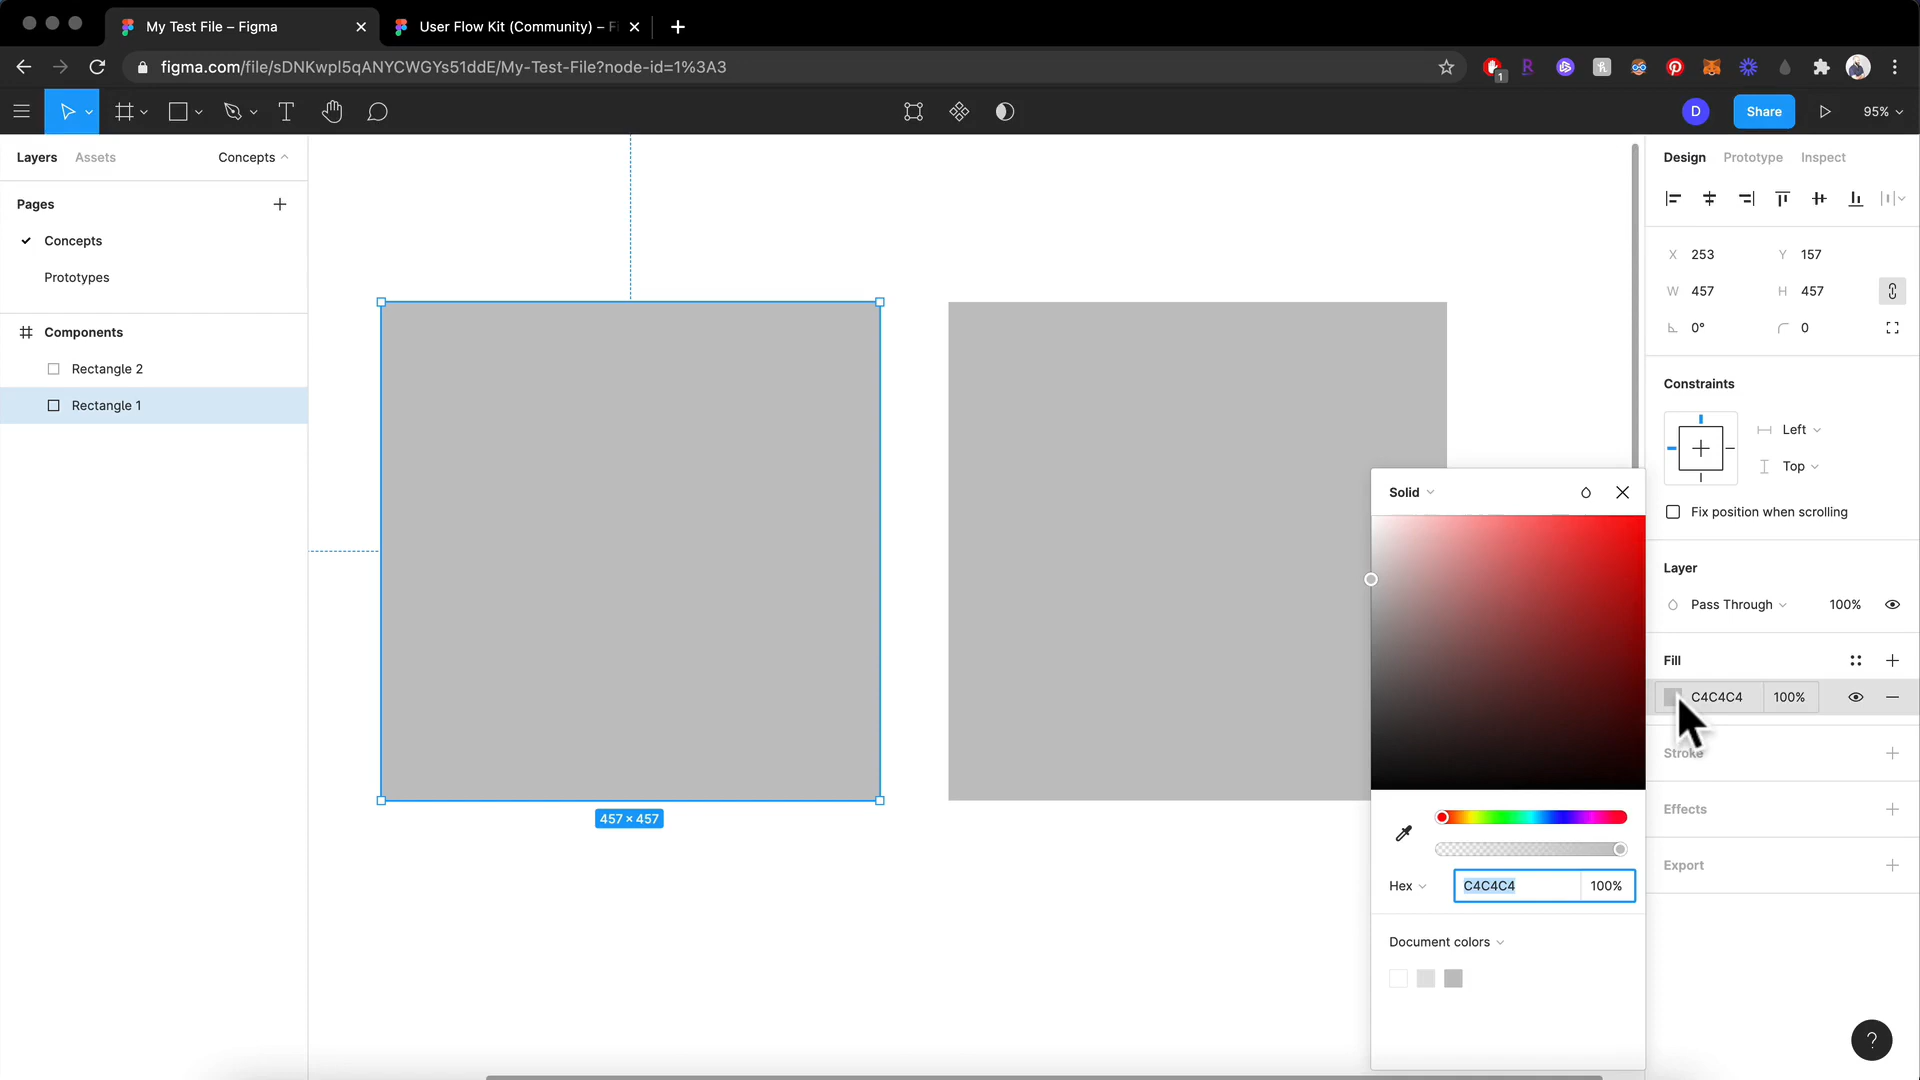 My Test File – Figma
User Flow Kit (Community) – F
figma.com/file/sDNKwpl5qANYCWGYs51ddE/My-Test-File?node-id=1%3A3
1
D
Share
95%
Layers
Assets
Concepts
Pages
Concepts
Prototypes
Components
Rectangle 2
Rectangle 1
457 × 457
Design
Prototype
Inspect
X 253
Y 157
W 457
H 457
0°
0
Constraints
Left
Top
Fix position when scrolling
Layer
Pass Through
100%
Fill
C4C4C4
100%
Stroke
Effects
Export
Solid
Hex
C4C4C4
100%
Document colors
?